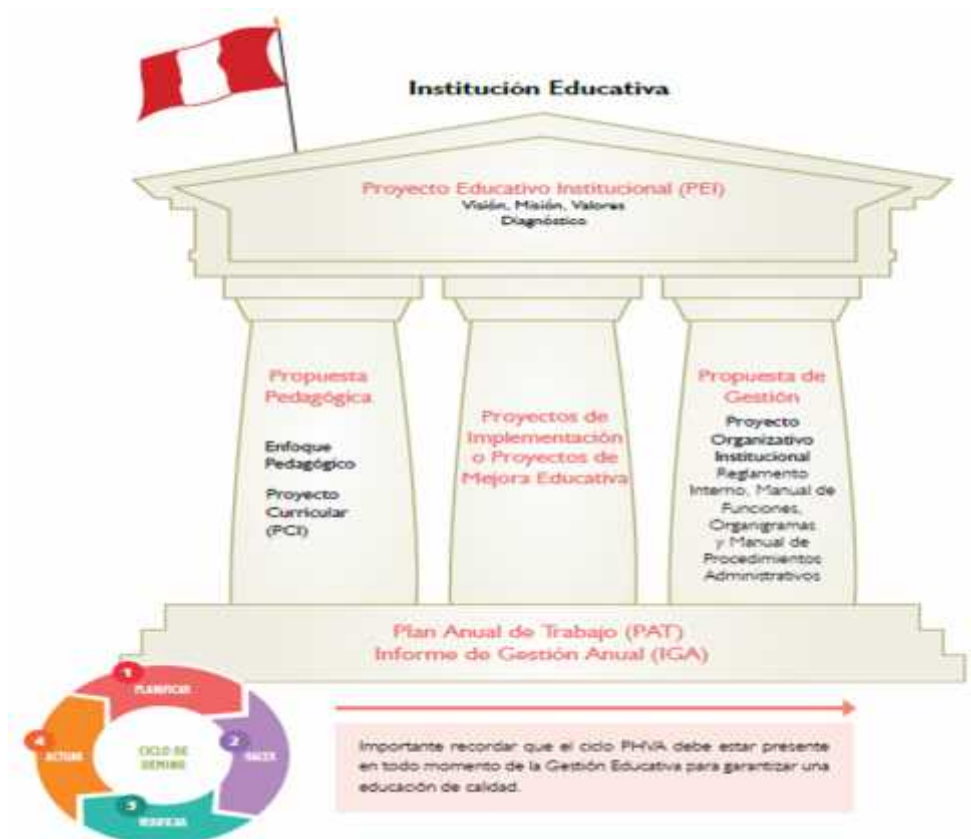 Institución Educativa
Proyecto Educativo Institucional (PEI)
Visión, Misión, Valores
Diagnóstico
Propuesta
Pedagógica
Enfoque
Pedagógico
Proyecto
Curricular
(PCI)
Proyectos de
Implementación
o Proyectos de
Mejora Educativa
Propuesta de
Gestión
Proyecto
Organizativo
Institucional
Reglamento
Interno, Manual de
Funciones,
Organigramas
y Manual de
Procedimientos
Administrativos
Plan Anual de Trabajo (PAT)
Informe de Gestión Anual (IGA)
1
PLANIFICAR
2
HACER
3
VERIFICAR
4
ACTUAR
CICLO DE
DEMING
Importante recordar que el ciclo PHVA debe estar presente
en todo momento de la Gestión Educativa para garantizar una
educación de calidad.